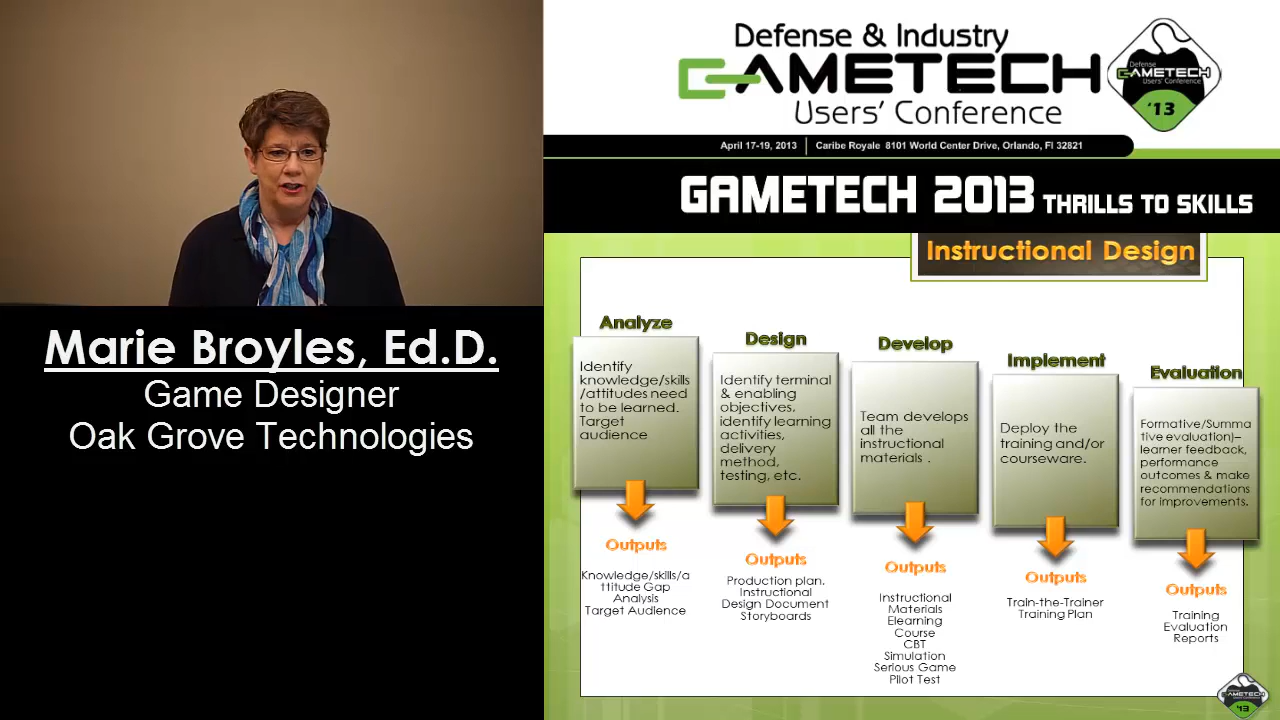 Defense & Industry
GAMETECH
Users' Conference
Defense
GAMETECH
Users' Conference
'13
April 17-19, 2013
Caribe Royale 8101 World Center Drive, Orlando, Fl 32821
GAMETECH 2013 THRILLS TO SKILLS
Marie Broyles, Ed.D.
Game Designer
Oak Grove Technologies
Instructional Design
Analyze
Identify
knowledge/skills
/attitudes need
to be learned.
Target
audience
Outputs
Knowledge/skills/a
ttitude Gap
Analysis
Target Audience
Design
Identify terminal
& enabling
objectives,
identify learning
activities,
delivery
method,
testing, etc.
Outputs
Production plan.
Instructional
Design Document
Storyboards
Develop
Team develops
all the
instructional
materials .
Outputs
Instructional
Materials
Elearning
Course
CBT
Simulation
Serious Game
Pilot Test
Implement
Deploy the
training and/or
courseware.
Outputs
Train-the-Trainer
Training Plan
Evaluation
Formative/Summa
tive evaluation)–
learner feedback,
performance
outcomes & make
recommendations
for improvements.
Outputs
Training
Evaluation
Reports
GAMETECH
'13